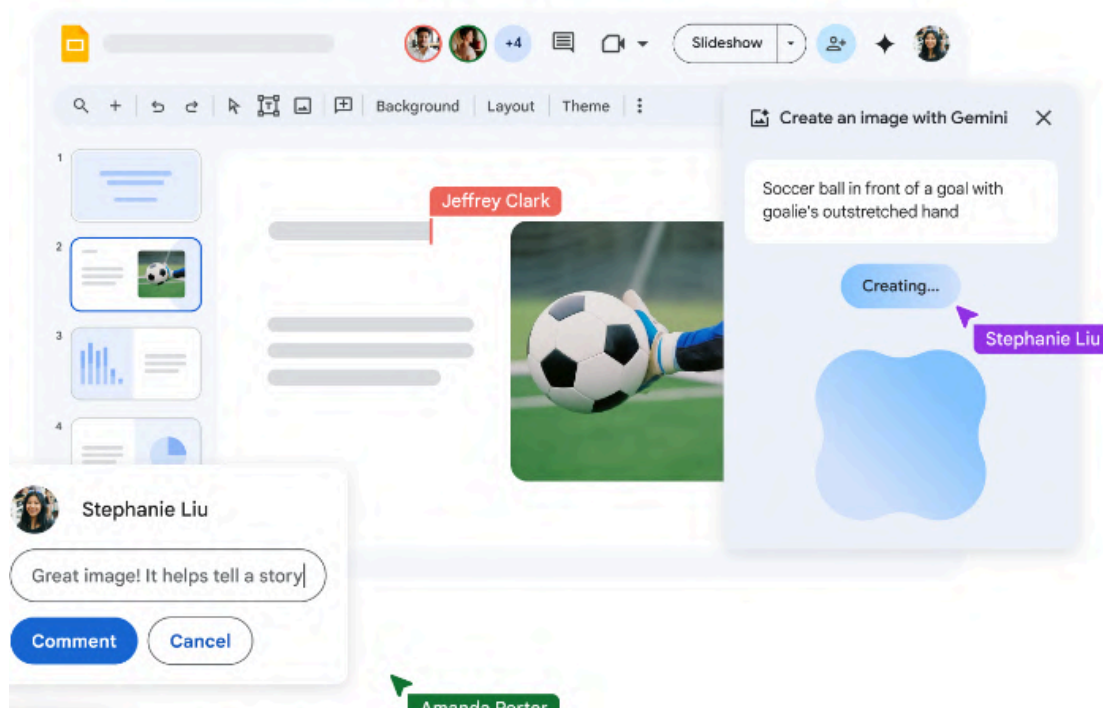 +4
Slideshow
Background
Layout
Theme
Create an image with Gemini
1
Jeffrey Clark
Soccer ball in front of a goal with
goalie's outstretched hand
2
Creating...
3
Stephanie Liu
4
Stephanie Liu
Great image! It helps tell a story
Comment
Cancel
Amanda Porter